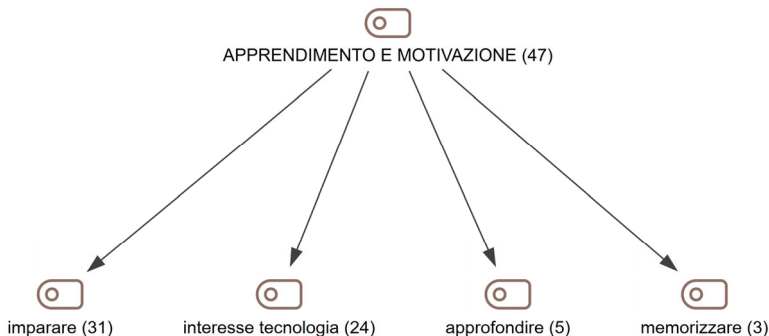 APPRENDIMENTO E MOTIVAZIONE (47)
imparare (31)
interesse tecnologia (24)
approfondire (5)
memorizzare (3)